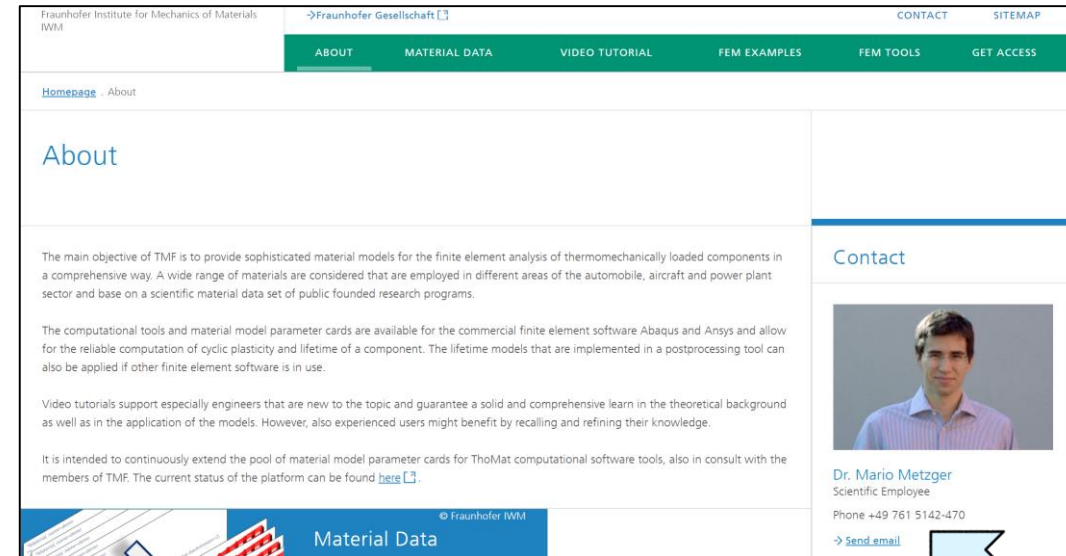 Fraunhofer Institute for Mechanics of Materials
IWM
→Fraunhofer Gesellschaft
CONTACT SITEMAP
ABOUT MATERIAL DATA VIDEO TUTORIAL FEM EXAMPLES FEM TOOLS GET ACCESS
Homepage . About
About
The main objective of TMF is to provide sophisticated material models for the finite element analysis of thermomechanically loaded components in
a comprehensive way. A wide range of materials are considered that are employed in different areas of the automobile, aircraft and power plant
sector and base on a scientific material data set of public founded research programs.
The computational tools and material model parameter cards are available for the commercial finite element software Abaqus and Ansys and allow
for the reliable computation of cyclic plasticity and lifetime of a component. The lifetime models that are implemented in a postprocessing tool can
also be applied if other finite element software is in use.
Video tutorials support especially engineers that are new to the topic and guarantee a solid and comprehensive learn in the theoretical background
as well as in the application of the models. However, also experienced users might benefit by recalling and refining their knowledge.
It is intended to continuously extend the pool of material model parameter cards for ThoMat computational software tools, also in consult with the
members of TMF. The current status of the platform can be found here.
© Fraunhofer IWM
Material Data
Contact
Dr. Mario Metzger
Scientific Employee
Phone +49 761 5142-470
→ Send email